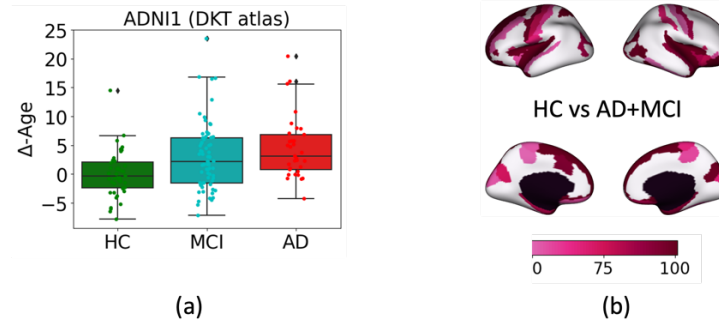 ADNI1 (DKT atlas)
Δ-Age
25
20
15
10
5
0
−5
HC
MCI
AD
(a)
HC vs AD+MCI
0
75
100
(b)